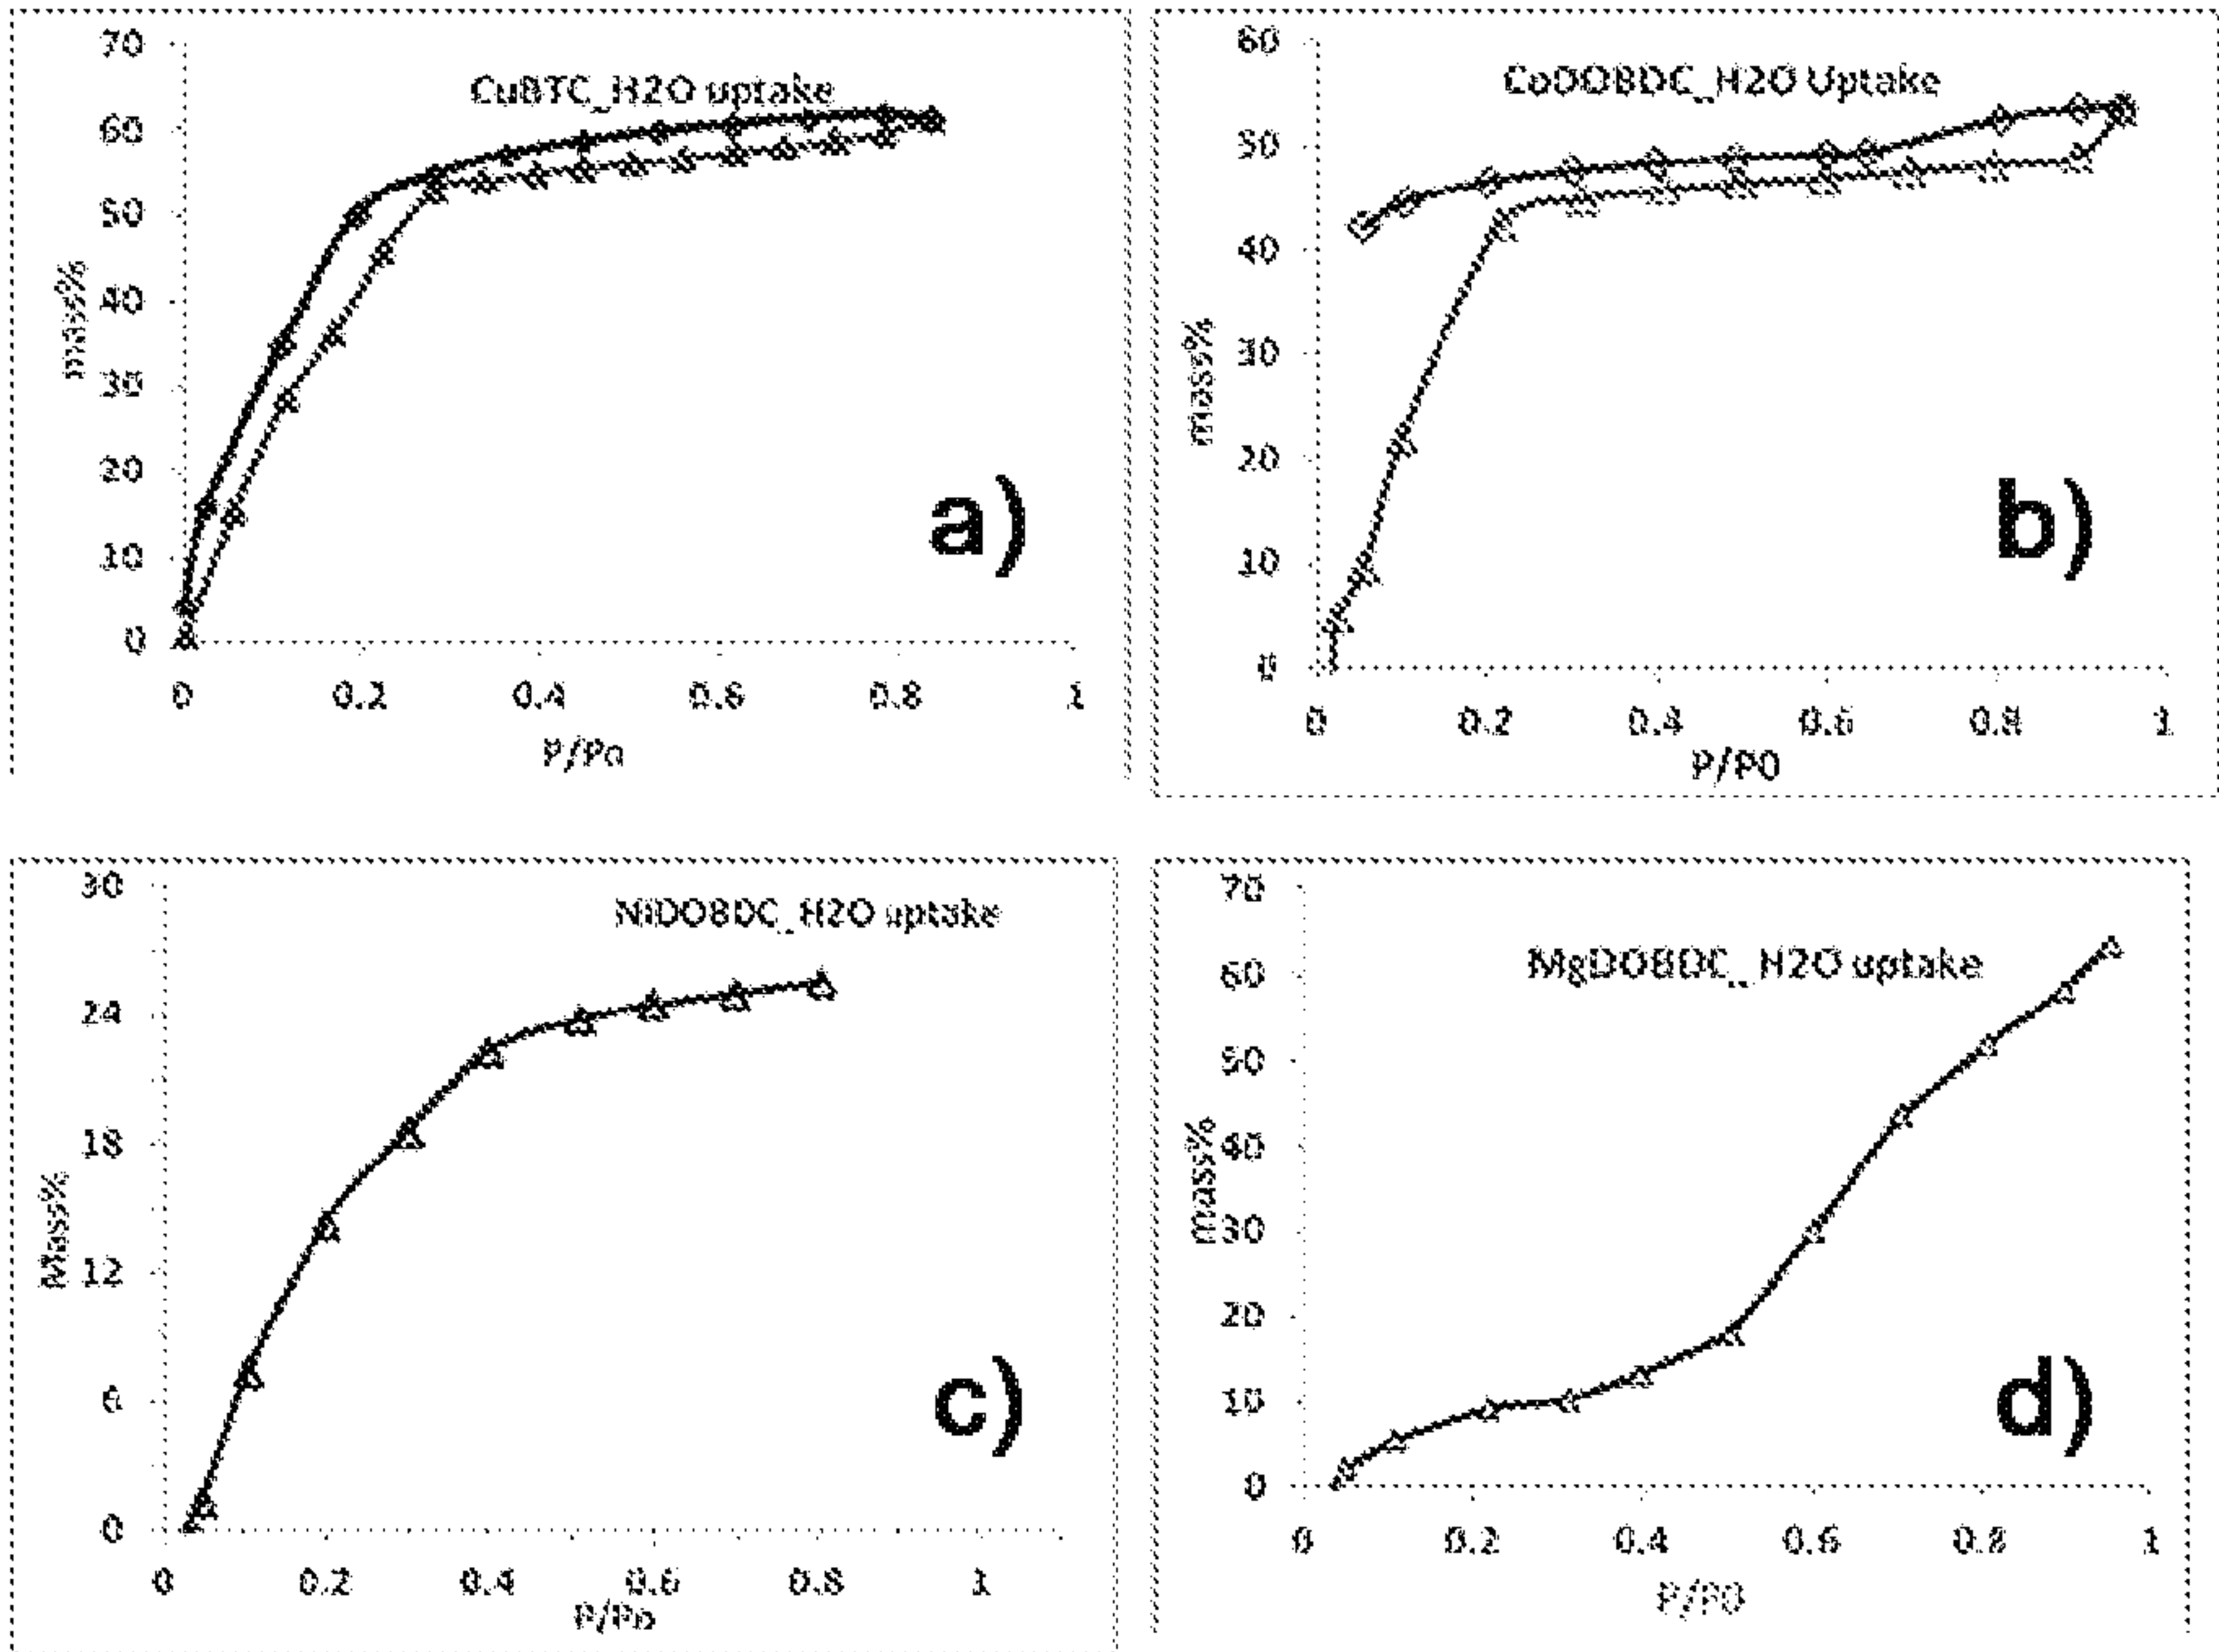 70
CuBTC_H2O uptake
60
50
40
30
20
10
0
mass%
0 0.2 0.4 0.6 0.8 1
P/Po
a)
60
CoDOBDC_H2O Uptake
50
40
30
20
10
0
mass%
0 0.2 0.4 0.6 0.8 1
P/P0
b)
30
NiDOBDC_H2O uptake
24
18
12
6
0
Mass%
0 0.2 0.4 0.6 0.8 1
P/Po
c)
70
MgDOBDC_H2O uptake
60
50
40
30
20
10
0
mass%
0 0.2 0.4 0.6 0.8 1
P/P0
d)